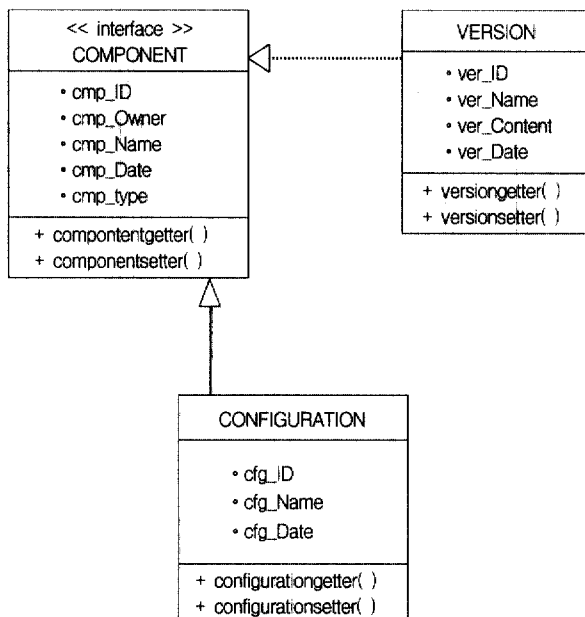 << interface >>
COMPONENT
• cmp_ID
• cmp_Owner
• cmp_Name
• cmp_Date
• cmp_type
+ compontentgetter( )
+ componentsetter( )
VERSION
• ver_ID
• ver_Name
• ver_Content
• ver_Date
+ versiongetter( )
+ versionsetter( )
CONFIGURATION
• cfg_ID
• cfg_Name
• cfg_Date
+ configurationgetter( )
+ configurationsetter( )